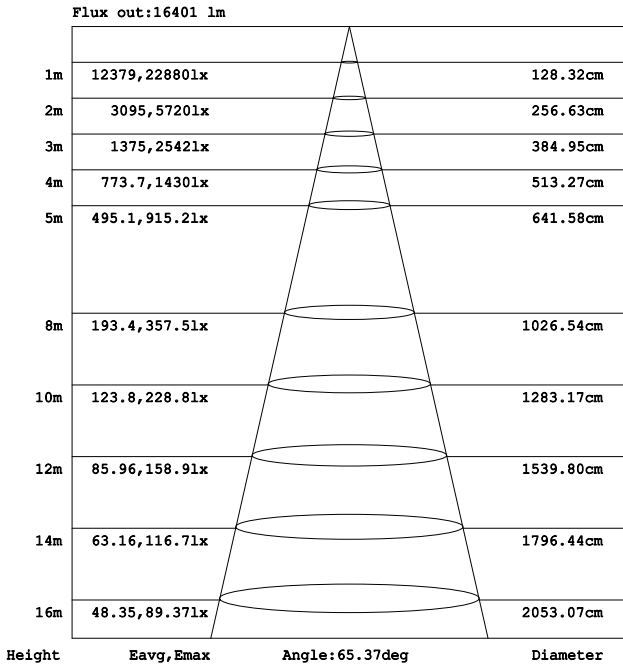 Flux out:16401 lm
1m 12379,22880lx 128.32cm
2m 3095,5720lx 256.63cm
3m 1375,2542lx 384.95cm
4m 773.7,1430lx 513.27cm
5m 495.1,915.2lx 641.58cm
8m 193.4,357.5lx 1026.54cm
10m 123.8,228.8lx 1283.17cm
12m 85.96,158.9lx 1539.80cm
14m 63.16,116.7lx 1796.44cm
16m 48.35,89.37lx 2053.07cm
Height Eavg,Emax Angle:65.37deg Diameter